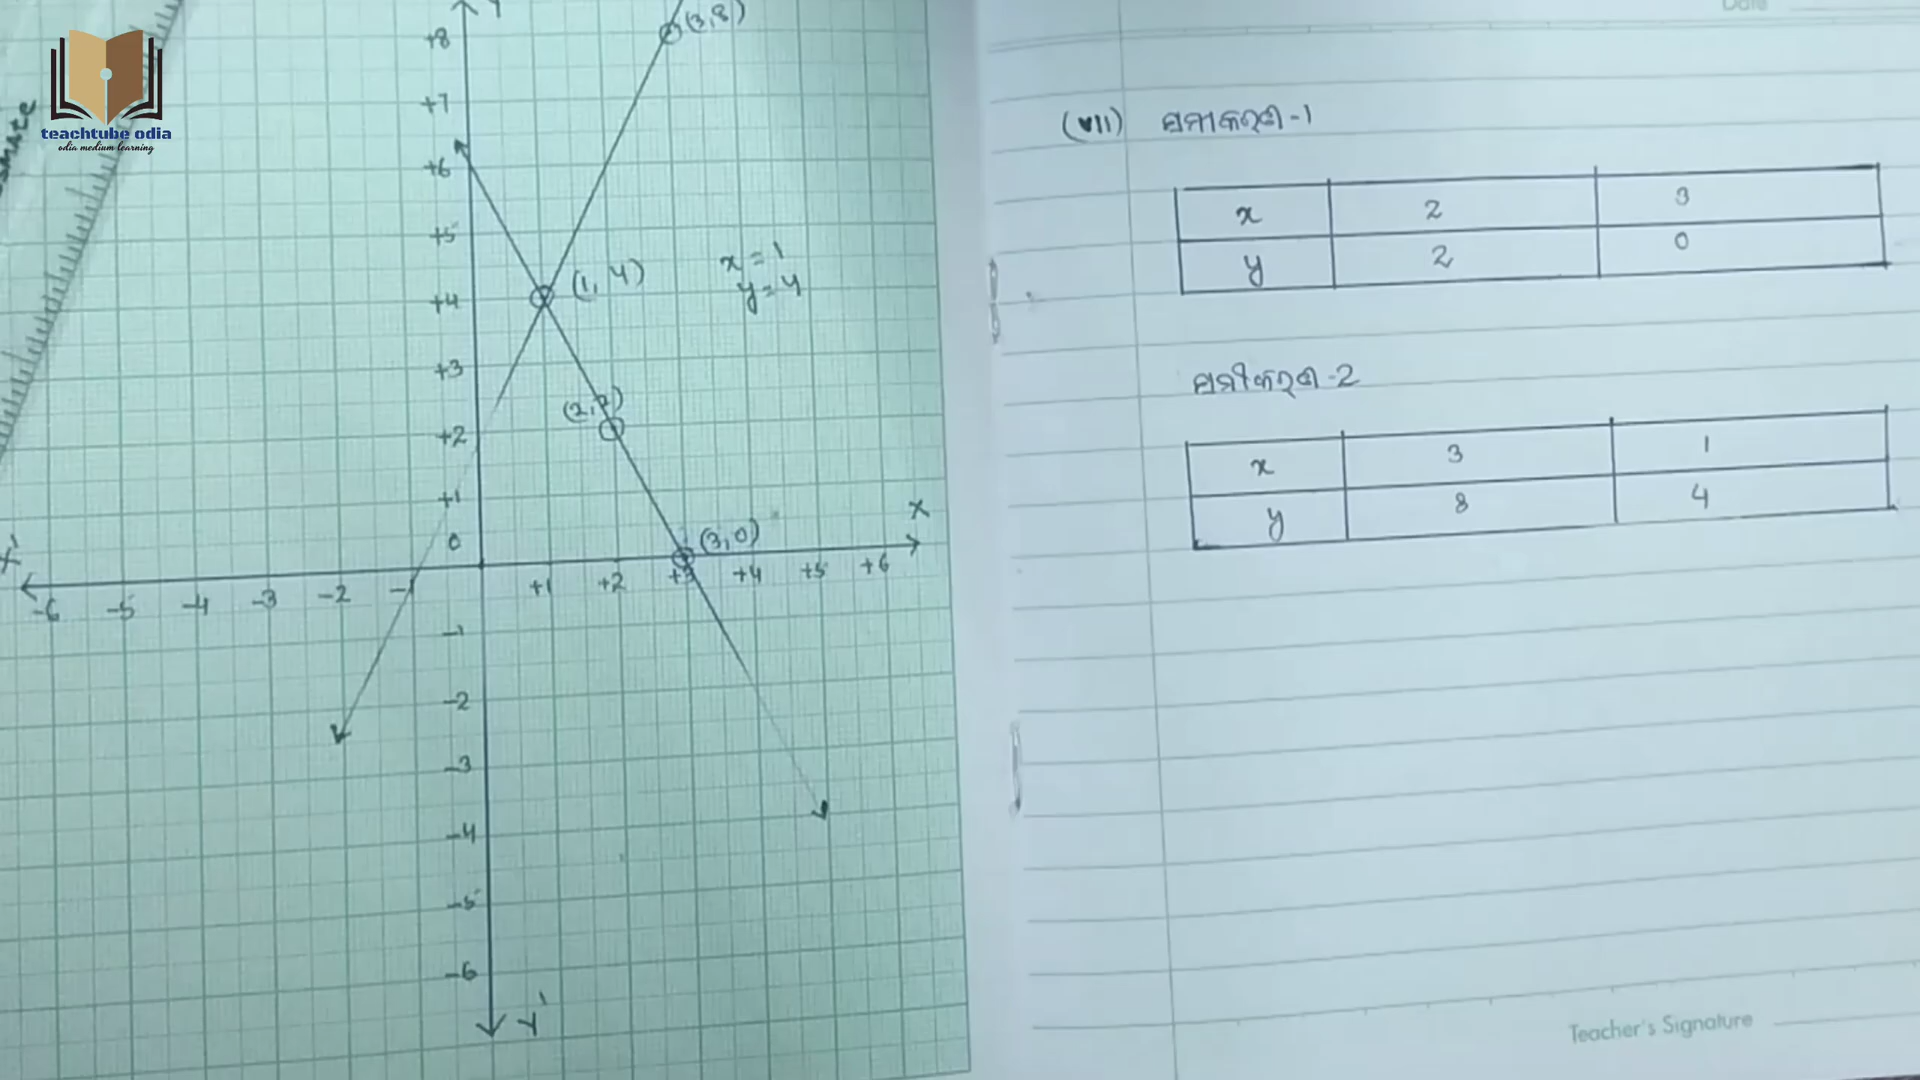 teachtube odia
odia medium learning
Y
+8
(3,8)
+7
+6
+5
+4
(1, 4)
x = 1
y = 4
+3
+2
(2,2)
+1
0
(3,0)
X
X'
-6 -5 -4 -3 -2 -1 +1 +2 +3 +4 +5 +6
-1
-2
-3
-4
-5
-6
Y'
(VII) ସମୀକରଣ -1
x 2 3
y 2 0
ସମୀକରଣ -2
x 3 1
y 8 4
Date
Teacher's Signature